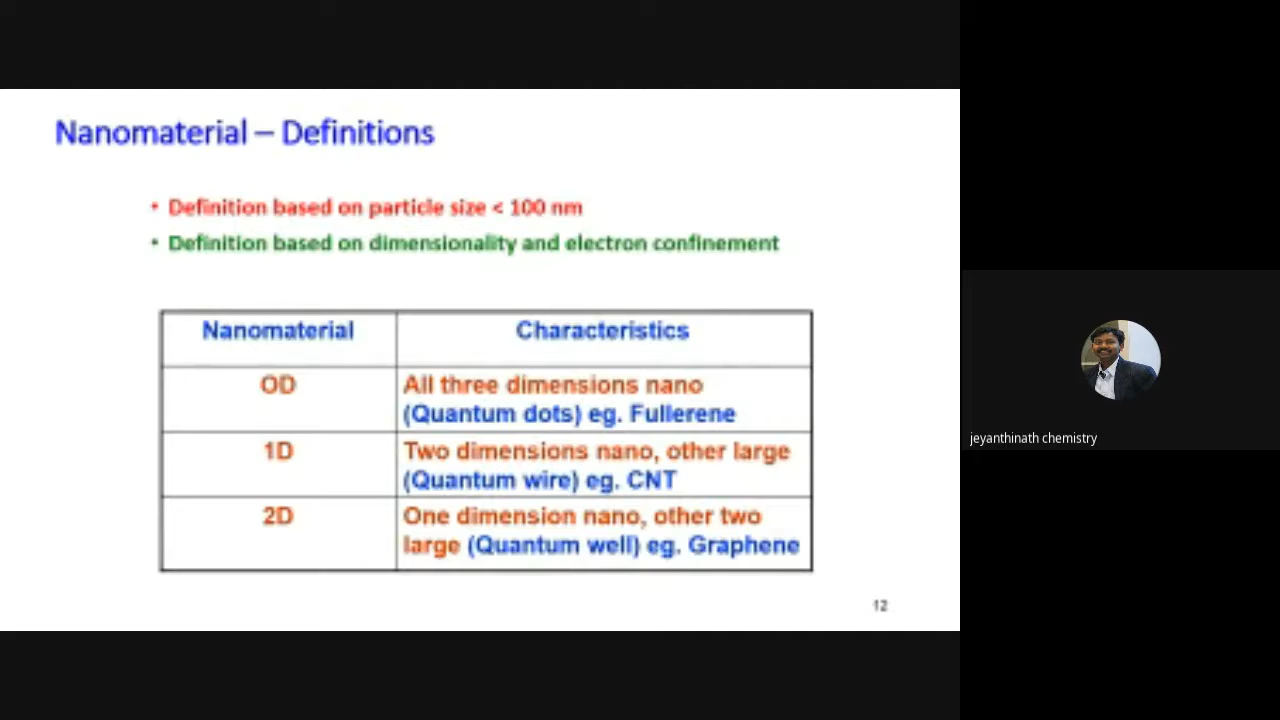 Nanomaterial – Definitions
• Definition based on particle size < 100 nm
• Definition based on dimensionality and electron confinement
Nanomaterial
Characteristics
OD
All three dimensions nano
(Quantum dots) eg. Fullerene
1D
Two dimensions nano, other large
(Quantum wire) eg. CNT
2D
One dimension nano, other two
large (Quantum well) eg. Graphene
12
jeyanthinath chemistry